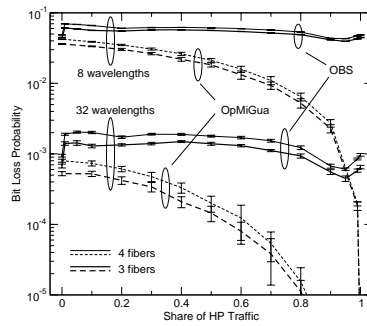 10⁻¹
10⁻²
10⁻³
10⁻⁴
10⁻⁵
Bit Loss Probability
8 wavelengths
OBS
OpMiGua
32 wavelengths
4 fibers
3 fibers
0 0.2 0.4 0.6 0.8 1
Share of HP Traffic